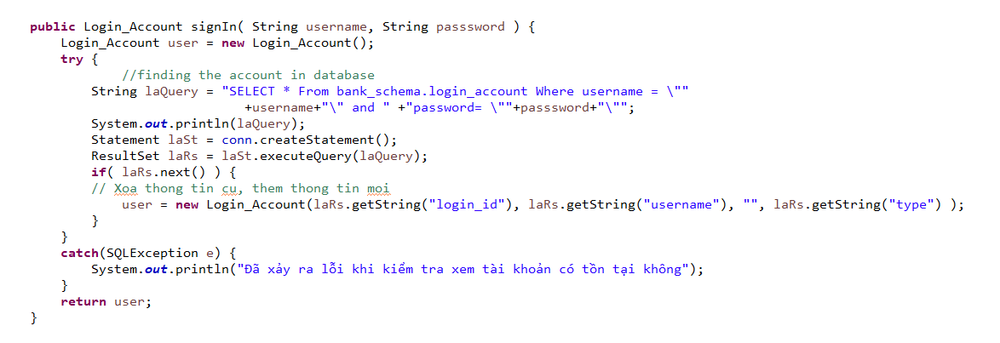 public Login_Account signIn( String username, String passsword ) {
Login_Account user = new Login_Account();
try {
//finding the account in database
String laQuery = "SELECT * From bank_schema.login_account Where username = \""
+username+"\" and " +"password= \""+passsword+"\"";
System.out.println(laQuery);
Statement laSt = conn.createStatement();
ResultSet laRs = laSt.executeQuery(laQuery);
if( laRs.next() ) {
// Xoa thong tin cu, them thong tin moi
user = new Login_Account(laRs.getString("login_id"), laRs.getString("username"), "", laRs.getString("type") );
}
}
catch(SQLException e) {
System.out.println("Đã xảy ra lỗi khi kiểm tra xem tài khoản có tồn tại không");
}
return user;
}